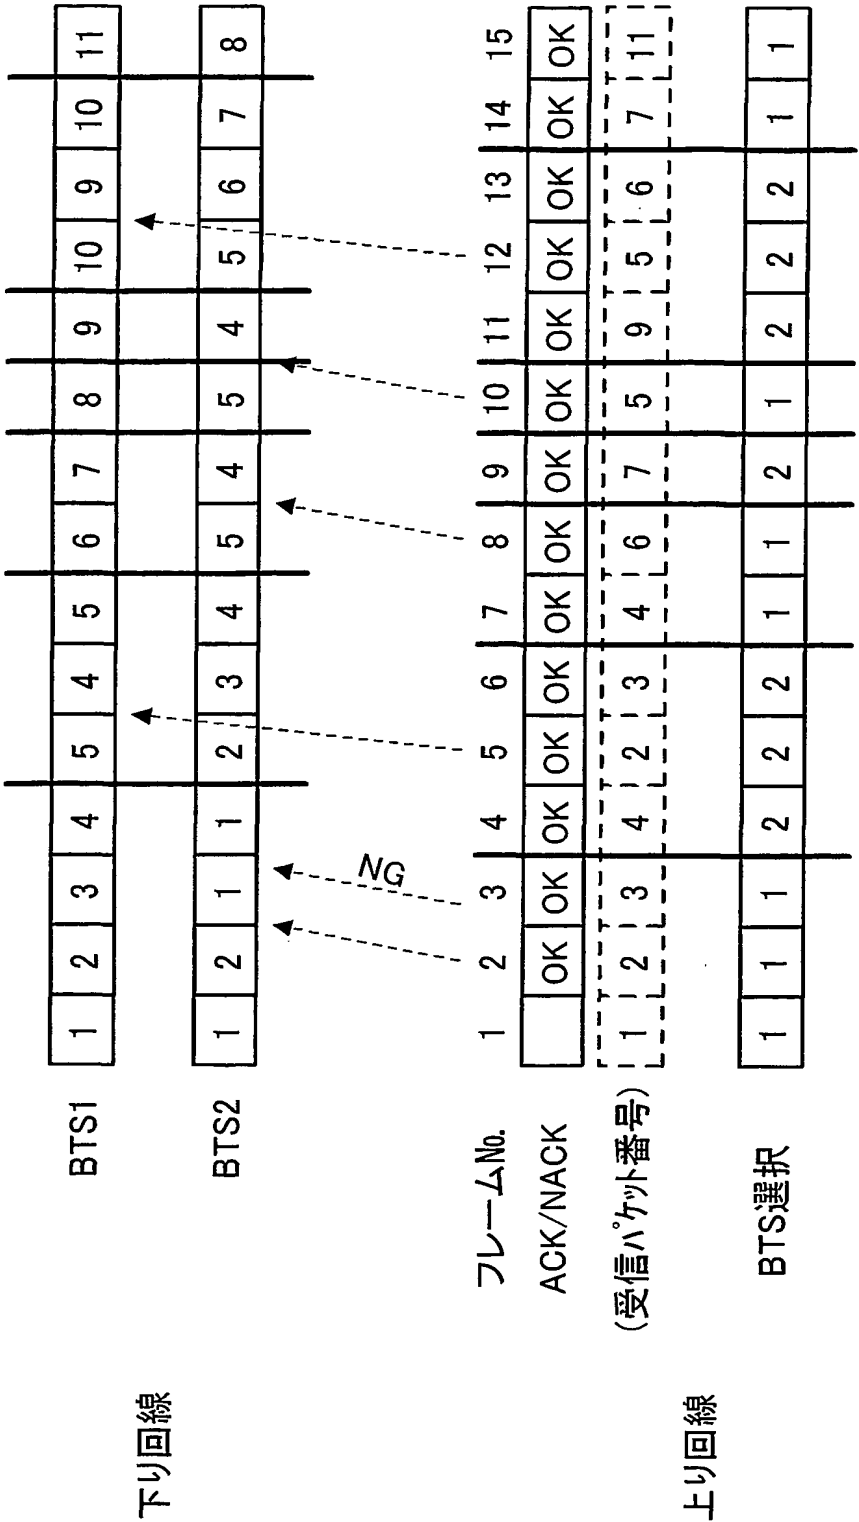 下り回線
BTS1 1 2 3 4 5 4 5 6 7 8 9 10 9 10 11
BTS2 1 2 1 1 2 3 4 5 4 5 4 5 6 7 8
NG
上り回線
フレームNo. 1 2 3 4 5 6 7 8 9 10 11 12 13 14 15
ACK/NACK OK OK OK OK OK OK OK OK OK OK OK OK OK OK
(受信パケット番号) 1 2 3 4 2 3 4 6 7 5 9 5 6 7 11
BTS選択 1 1 1 2 2 2 1 1 2 1 2 2 2 1 1